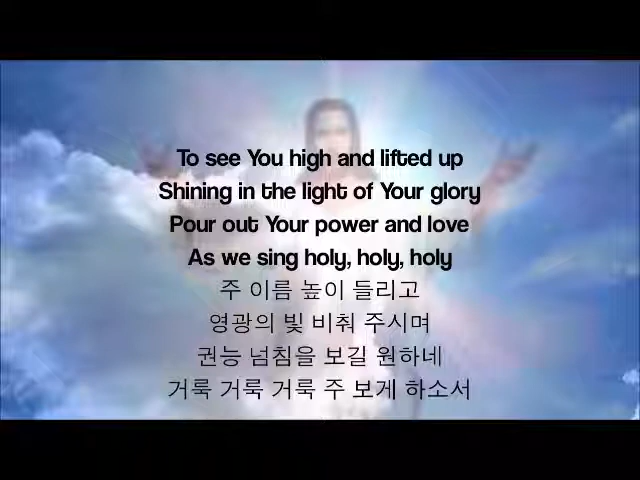 To see You high and lifted up
Shining in the light of Your glory
Pour out Your power and love
As we sing holy, holy, holy
주 이름 높이 들리고
영광의 빛 비춰 주시며
권능 넘침을 보길 원하네
거룩 거룩 거룩 주 보게 하소서